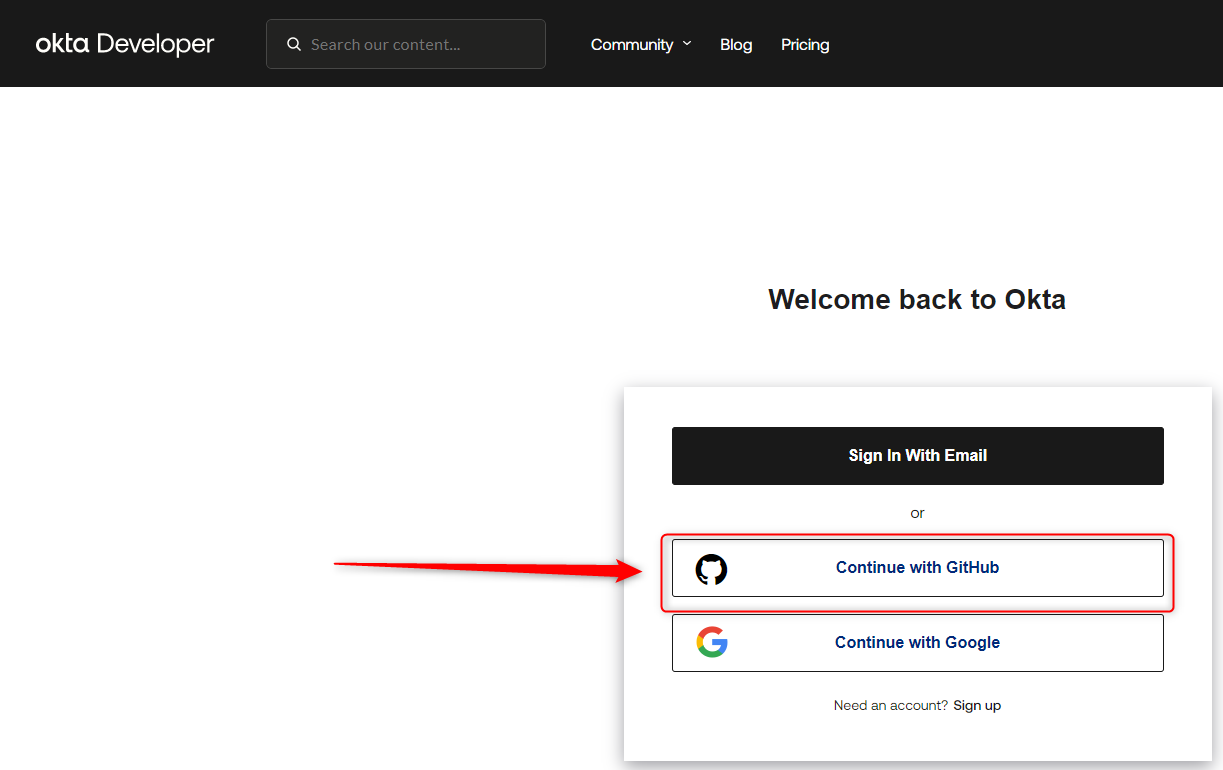 okta Developer
Search our content...
Community
Blog
Pricing
Welcome back to Okta
Sign In With Email
or
Continue with GitHub
Continue with Google
Need an account? Sign up